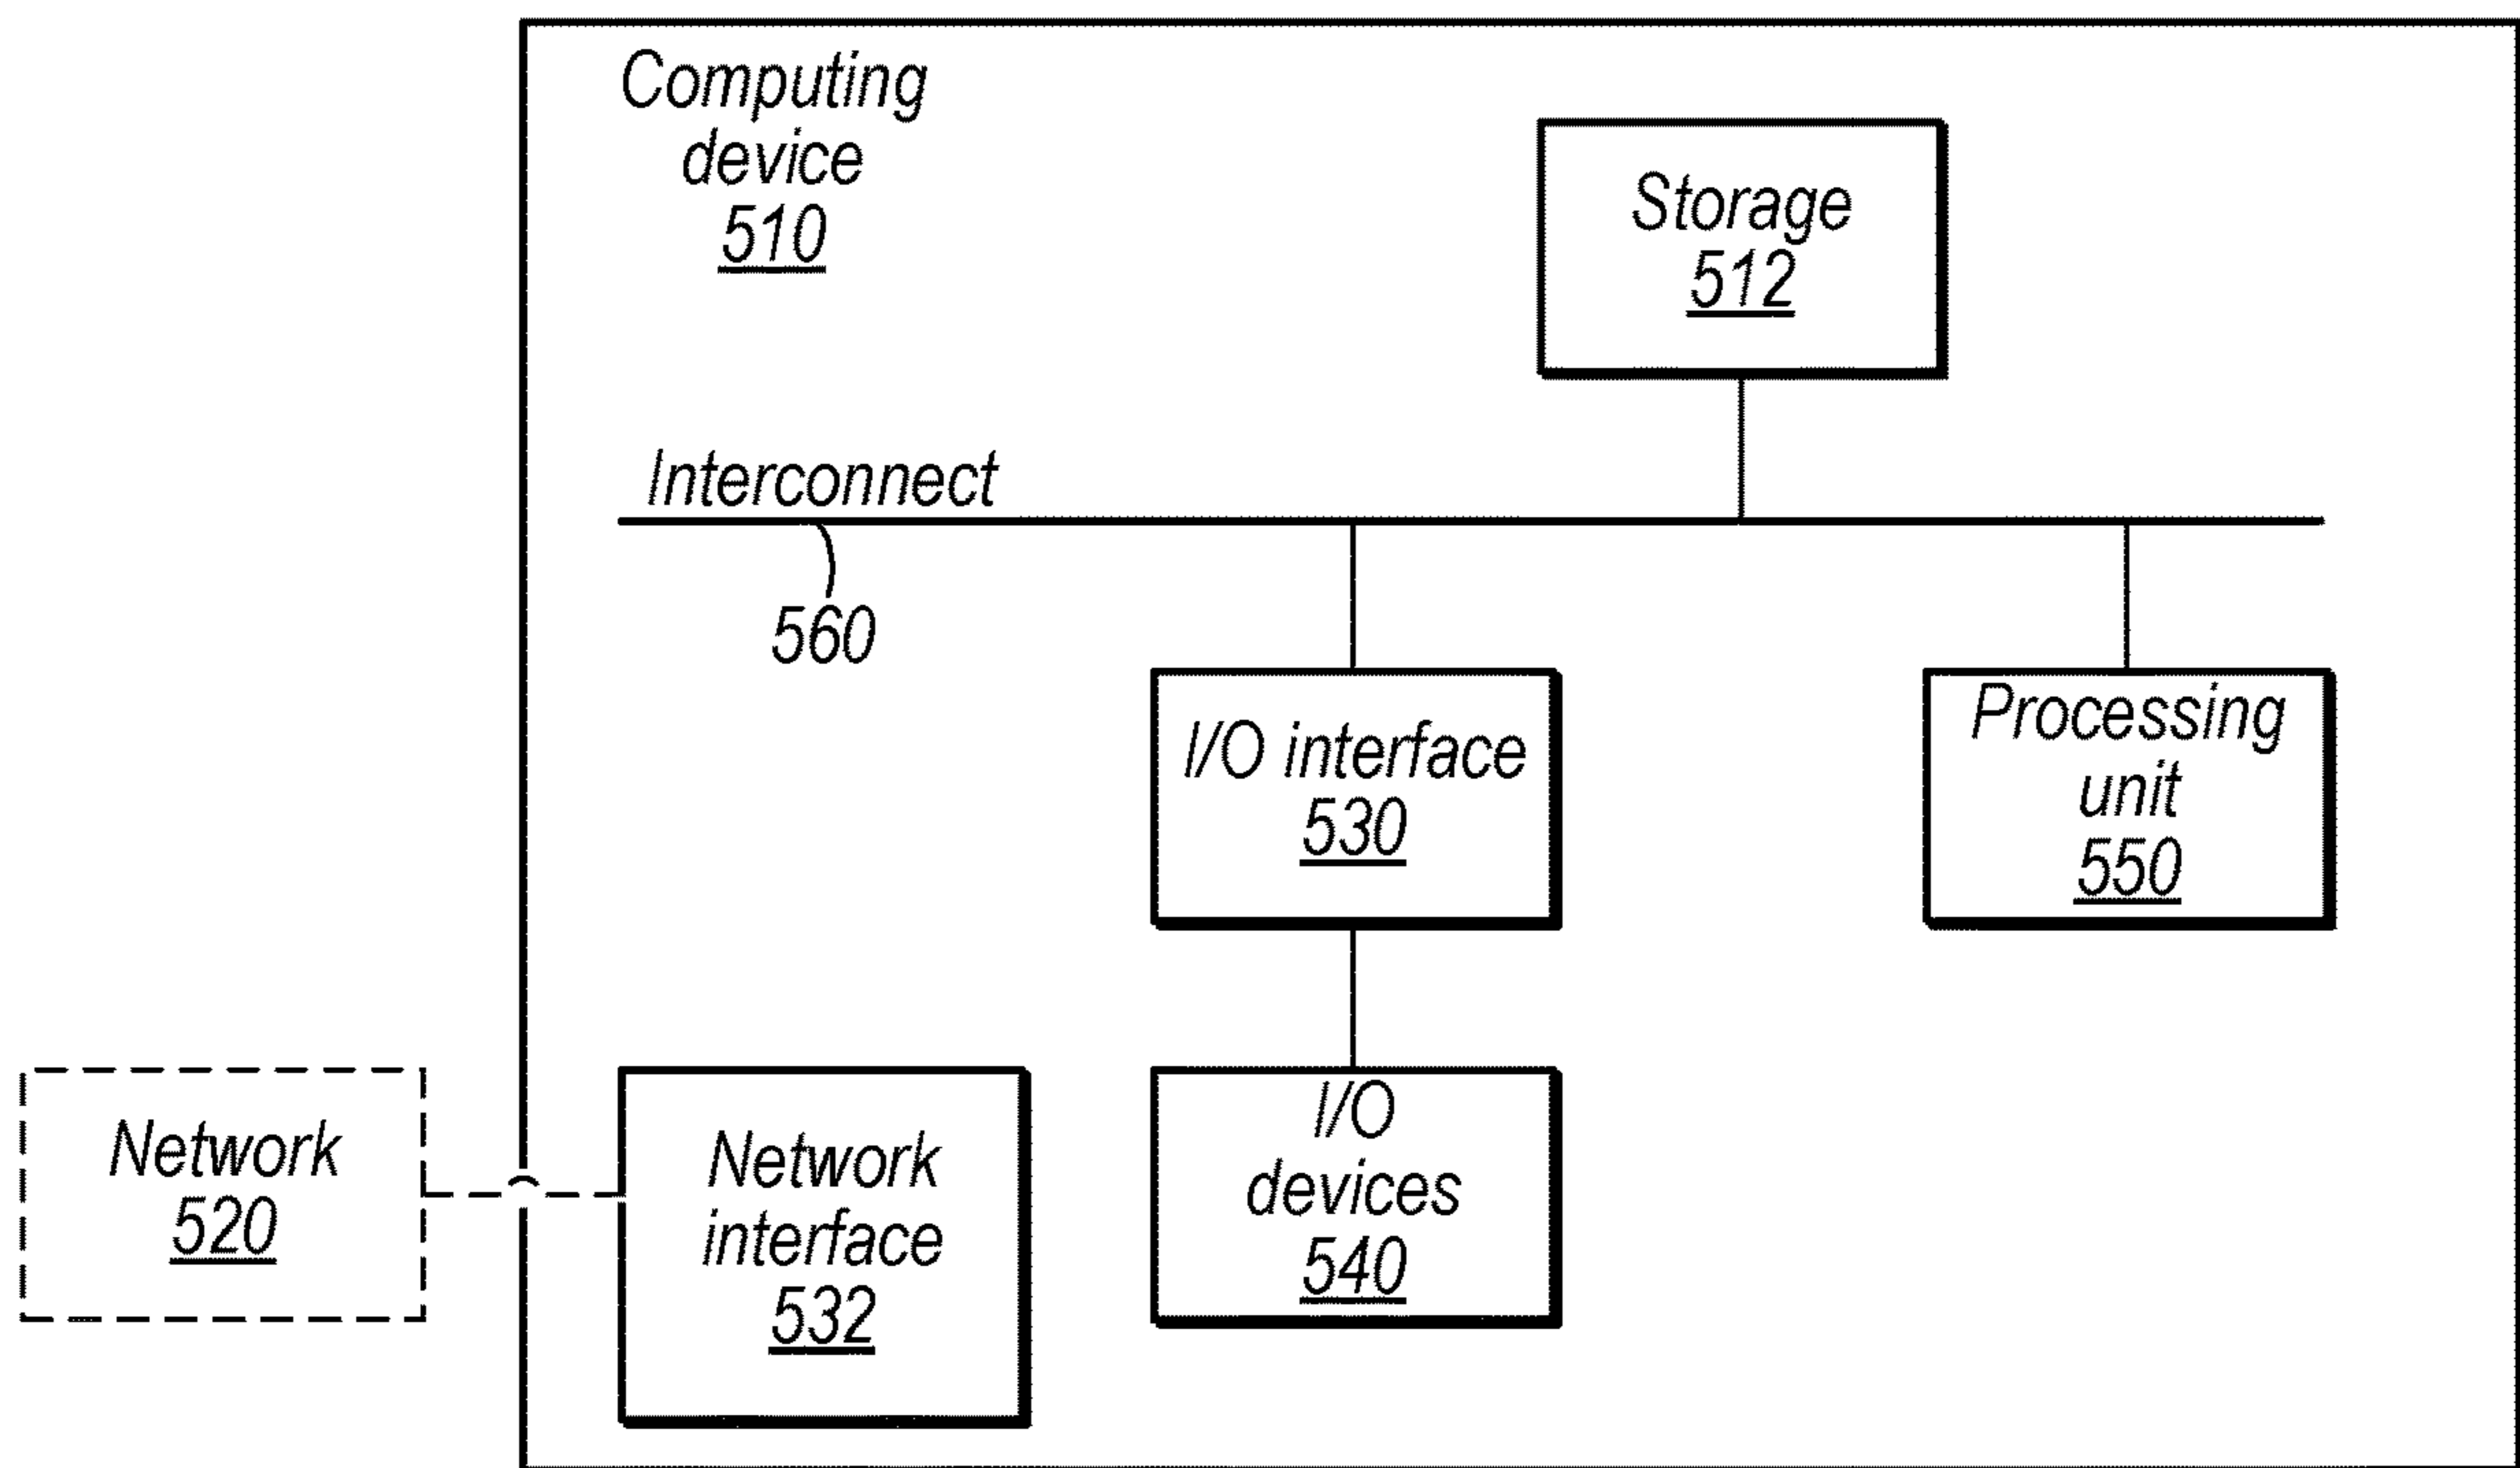 Computing
device
510
Storage
512
Interconnect
560
I/O interface
530
Processing
unit
550
Network
520
Network
interface
532
I/O
devices
540